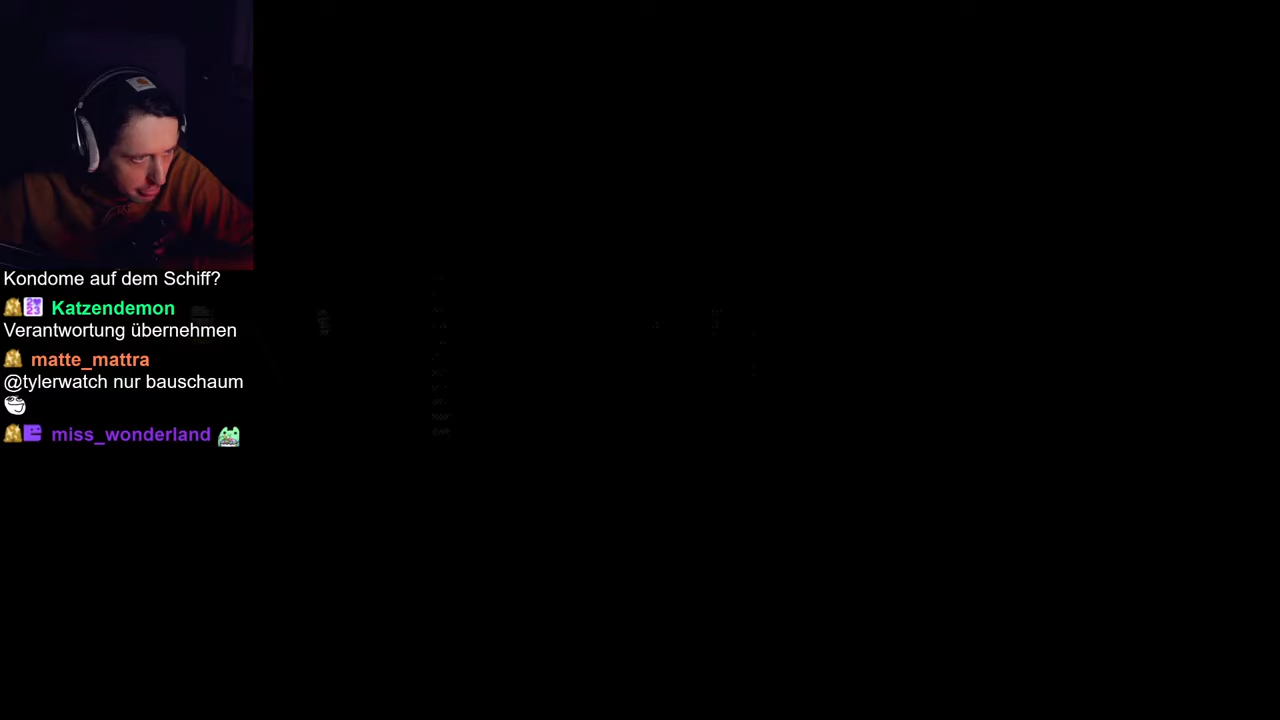 Kondome auf dem Schiff?
Katzendemon
Verantwortung übernehmen
matte_mattra
@tylerwatch nur bauschaum
miss_wonderland